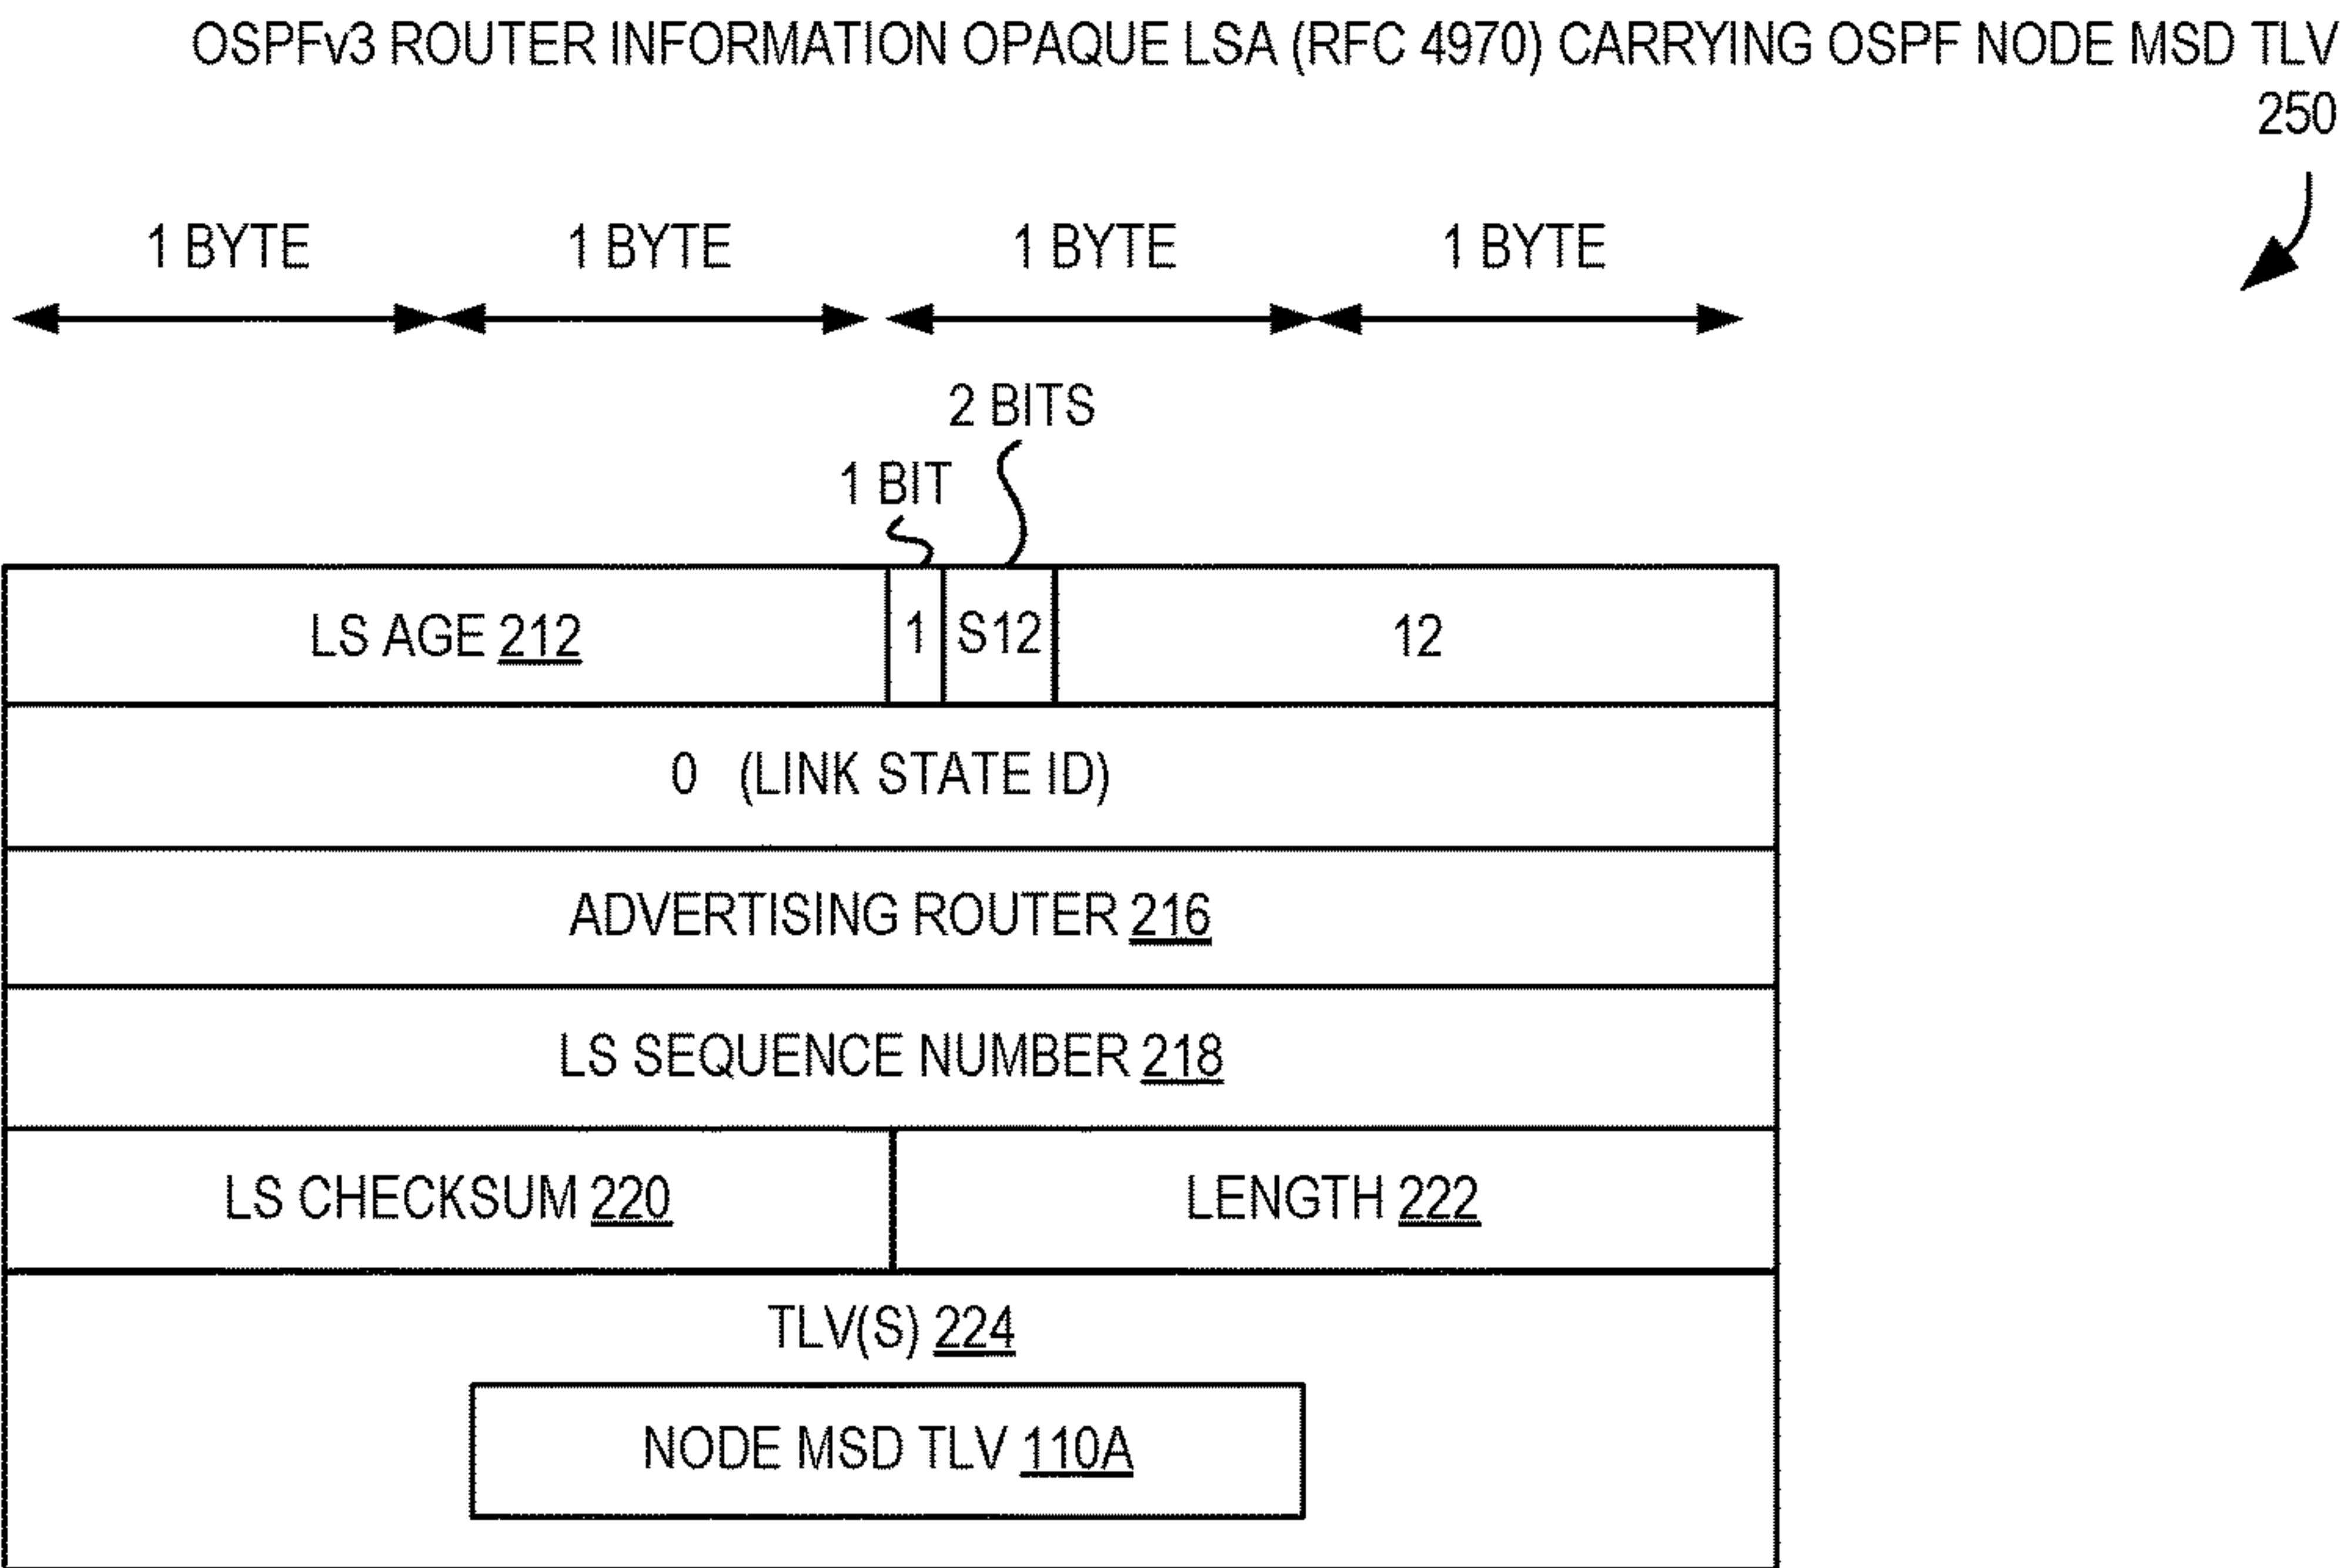 OSPFv3 ROUTER INFORMATION OPAQUE LSA (RFC 4970) CARRYING OSPF NODE MSD TLV
250
1 BYTE 1 BYTE 1 BYTE 1 BYTE
2 BITS
1 BIT
LS AGE 212 1 S12 12
0 (LINK STATE ID)
ADVERTISING ROUTER 216
LS SEQUENCE NUMBER 218
LS CHECKSUM 220 LENGTH 222
TLV(S) 224
NODE MSD TLV 110A